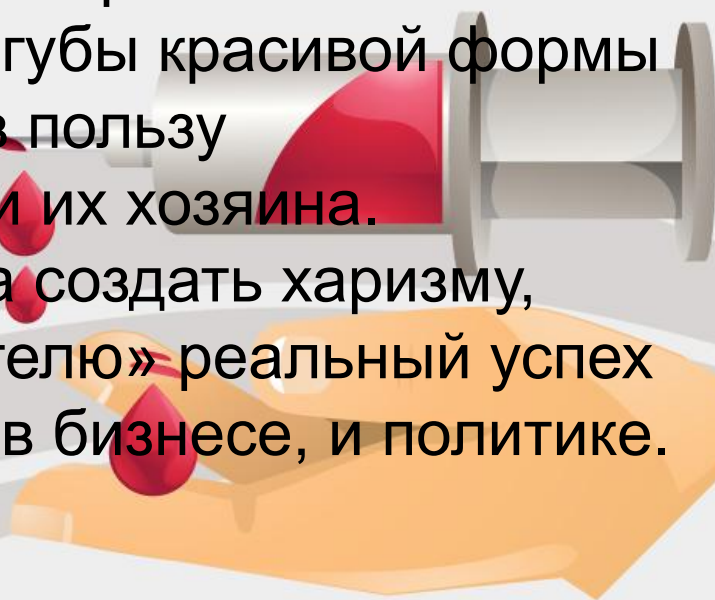 губы красивой формы
в пользу
и их хозяина.
а создать харизму,
телю» реальный успех
в бизнесе, и политике.